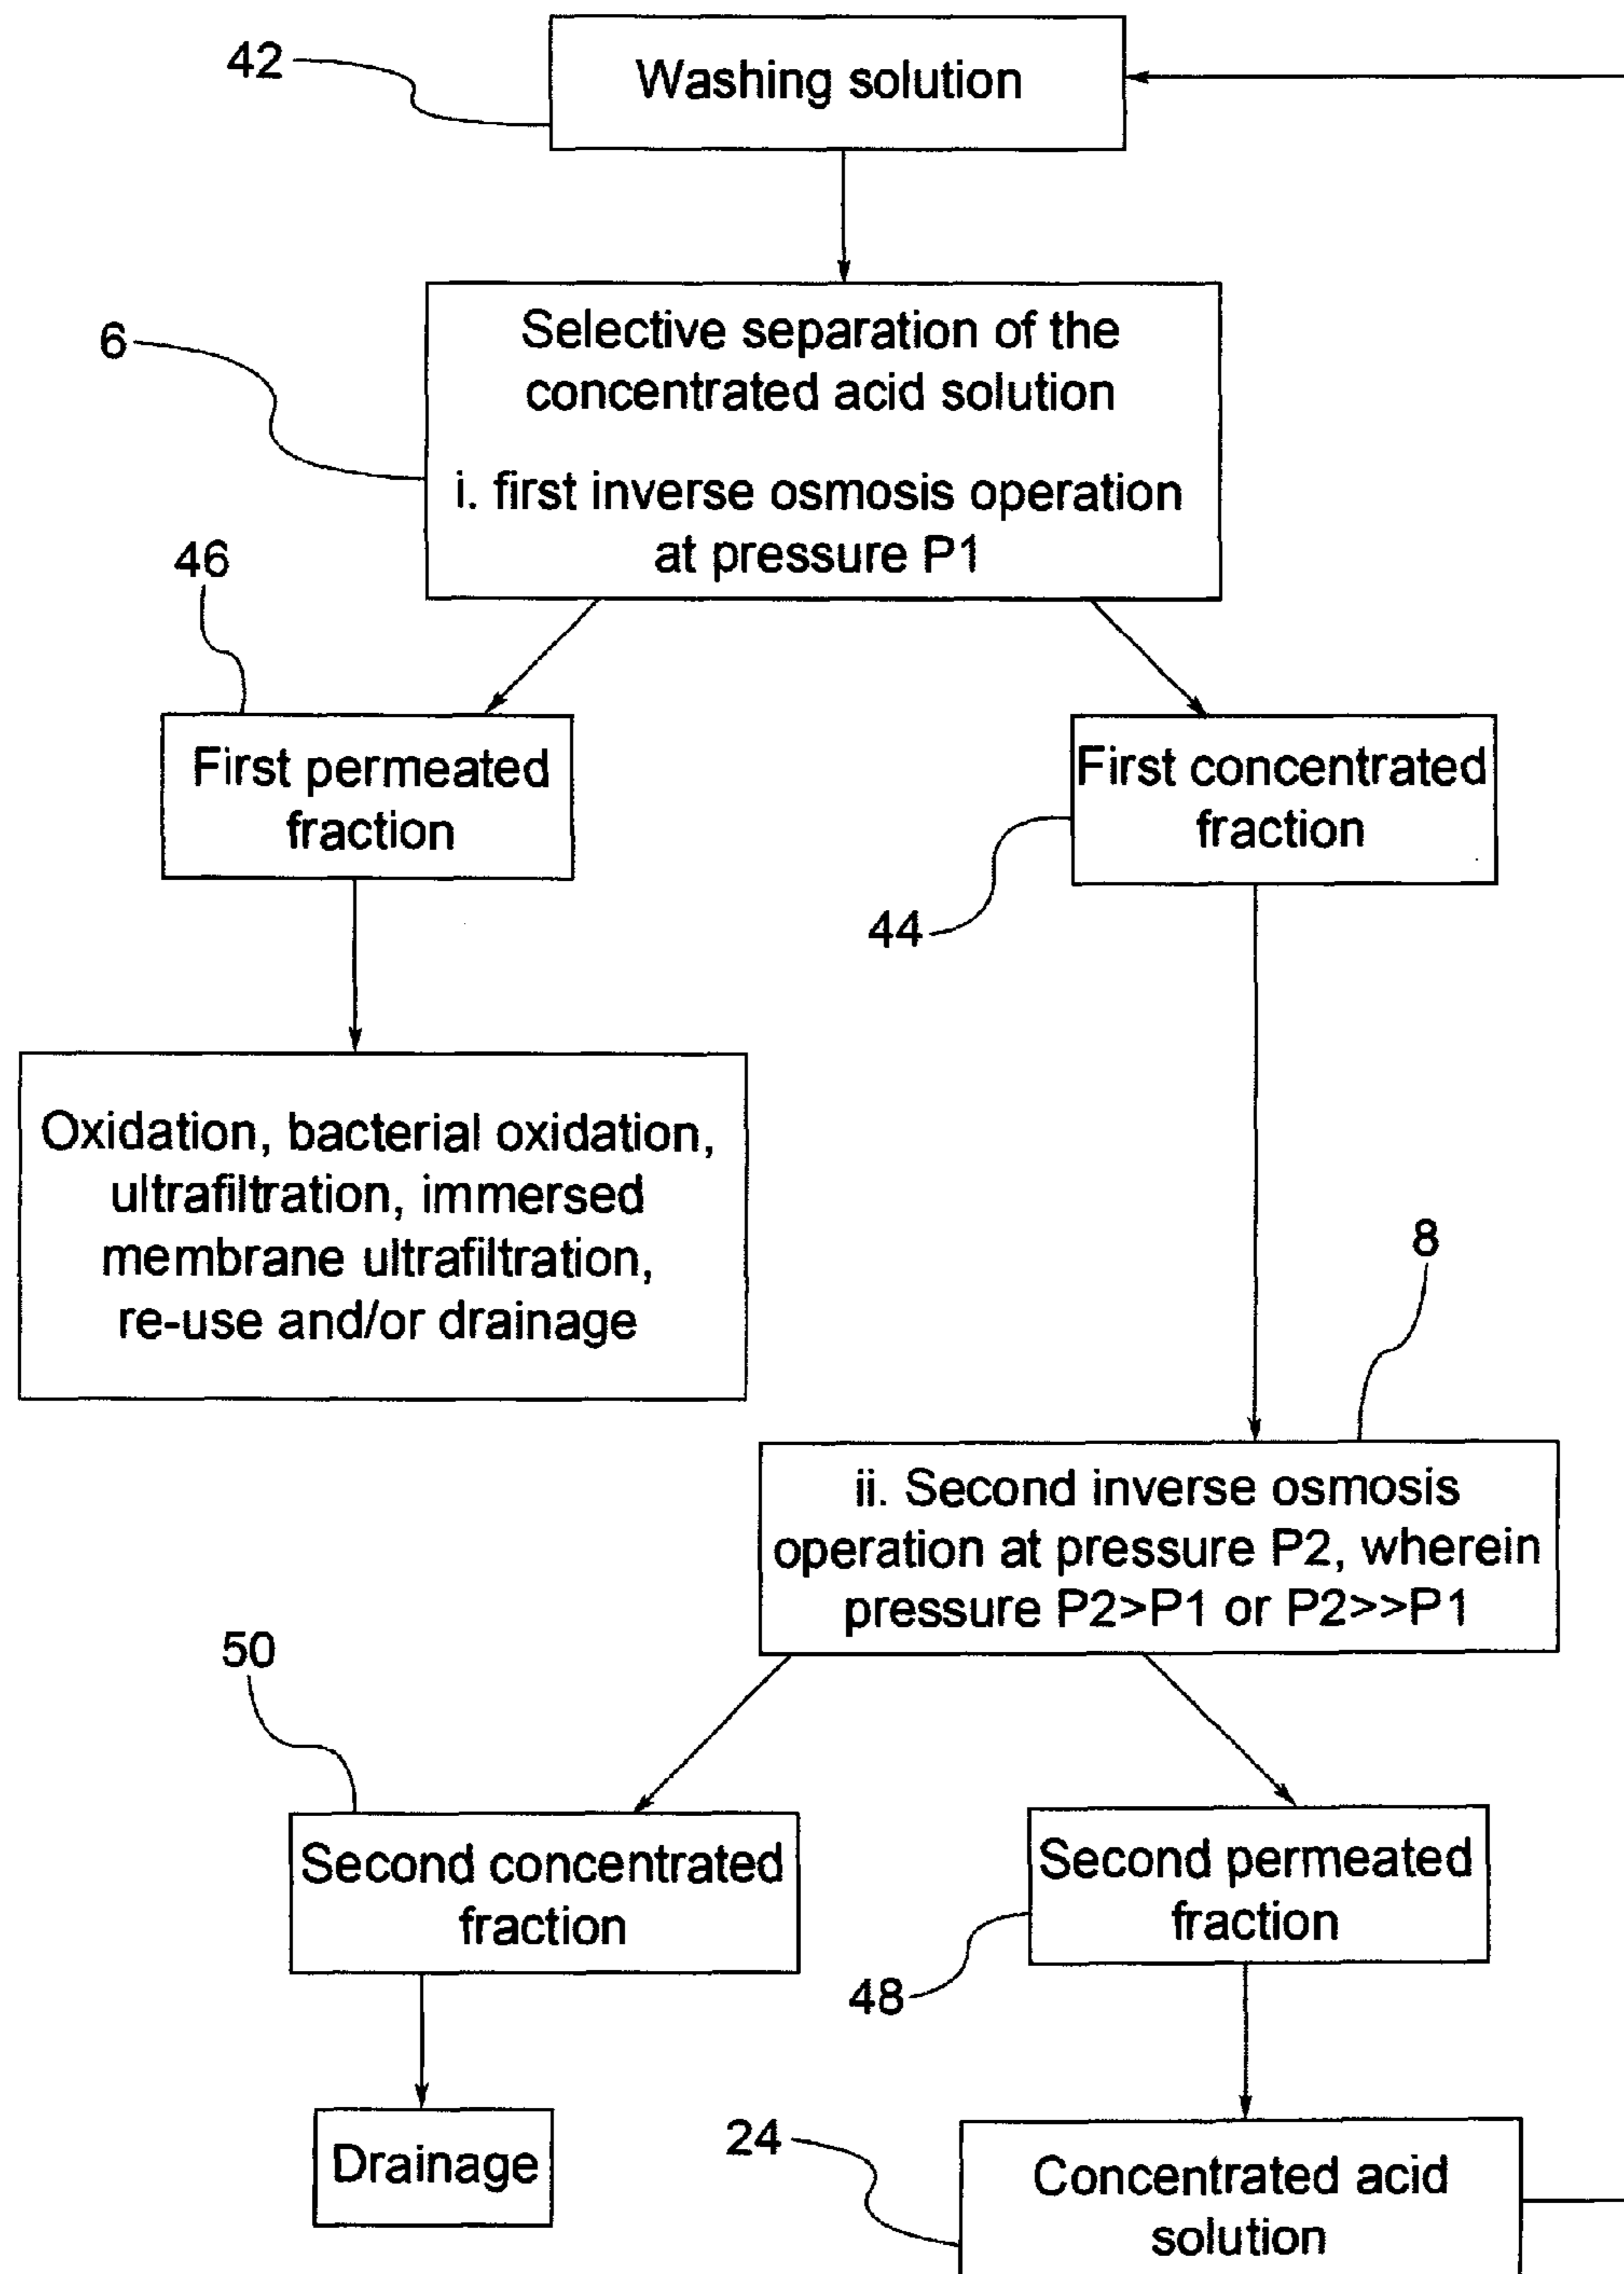 42
Washing solution
6
Selective separation of the
concentrated acid solution
i. first inverse osmosis operation
at pressure P1
46
First permeated
fraction
First concentrated
fraction
44
Oxidation, bacterial oxidation,
ultrafiltration, immersed
membrane ultrafiltration,
re-use and/or drainage
8
ii. Second inverse osmosis
operation at pressure P2, wherein
pressure P2>P1 or P2>>P1
50
Second concentrated
fraction
Second permeated
fraction
48
Drainage
24
Concentrated acid
solution